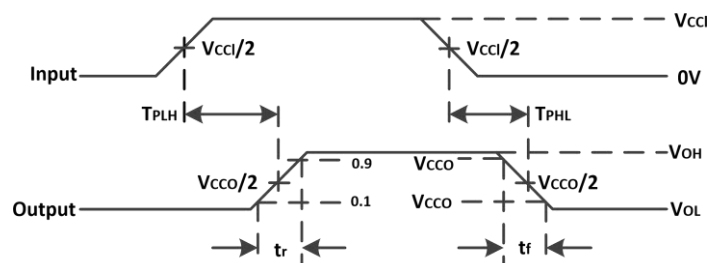 VCCI
VCCI/2
VCCI/2
Input
0V
TPLH
TPHL
0.9
VCCO
VOH
VCCO/2
VCCO/2
0.1
VCCO
Output
VOL
tr
tf